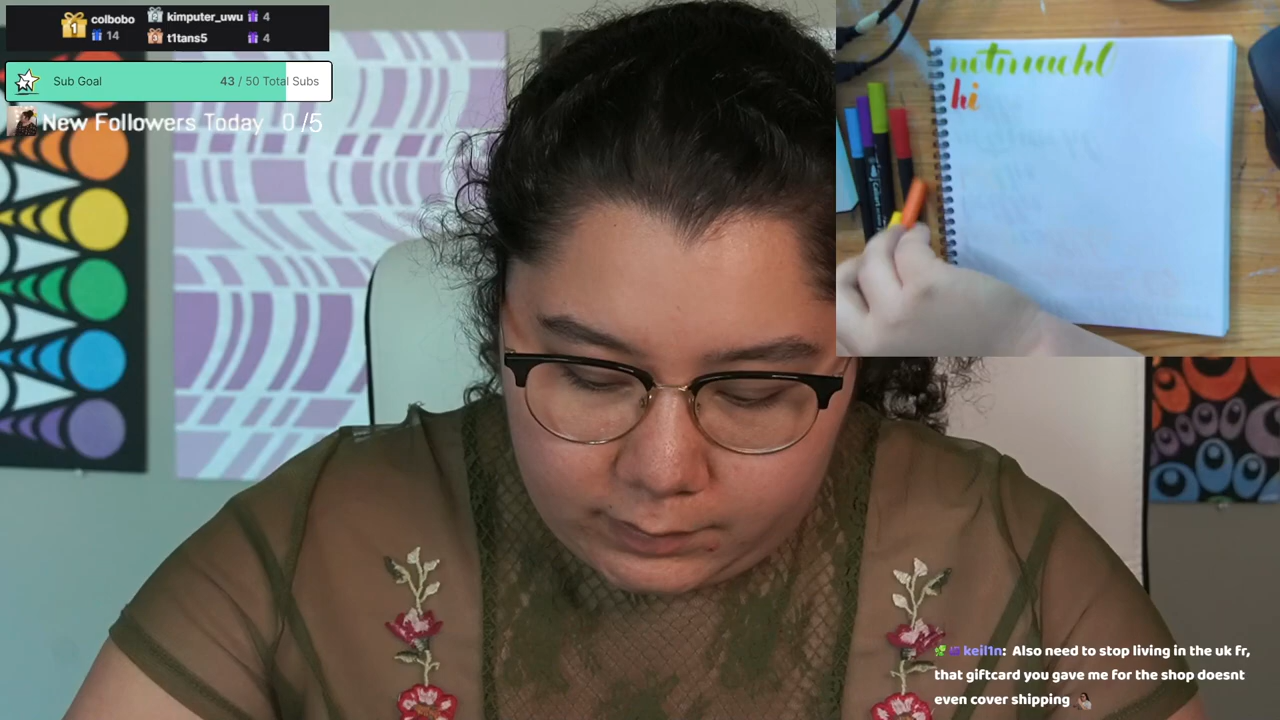 colbobo
14
kimputer_uwu 4
t1tans5 4
Sub Goal 43 / 50 Total Subs
New Followers Today 0 /5
notmachl
hi
keil1n: Also need to stop living in the uk fr,
that giftcard you gave me for the shop doesnt
even cover shipping